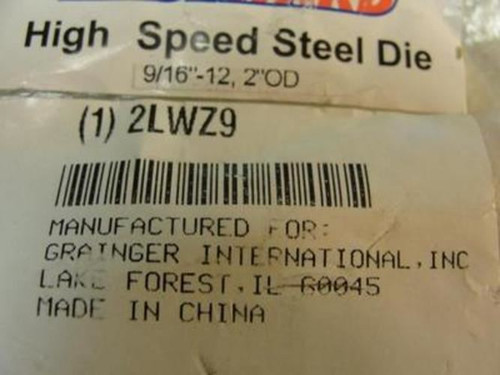 High Speed Steel Die
9/16"-12, 2"OD
(1) 2LWZ9
MANUFACTURED FOR:
GRAINGER INTERNATIONAL, INC
LAKE FOREST, IL 60045
MADE IN CHINA